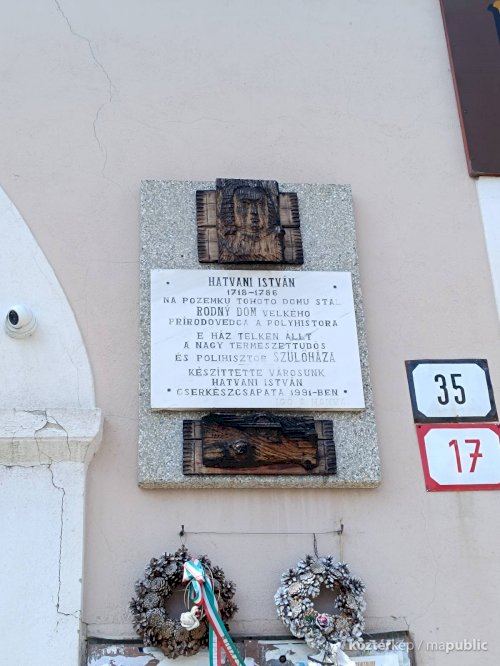 HATVANI ISTVÁN
1718-1786
NA POZEMKU TOHOTO DOMU STÁL
RODNÝ DOM VEĽKÉHO
PRÍRODOVEDCA A POLYHISTORA
E HÁZ TELKÉN ÁLLT
A NAGY TERMÉSZETTUDÓS
ÉS POLIHISZTOR SZÜLŐHÁZA
KÉSZÍTTETTE VÁROSUNK
HATVANI ISTVÁN
CSERKÉSZCSAPATA 1991-BEN.
35
17
köztérkép / mapublic